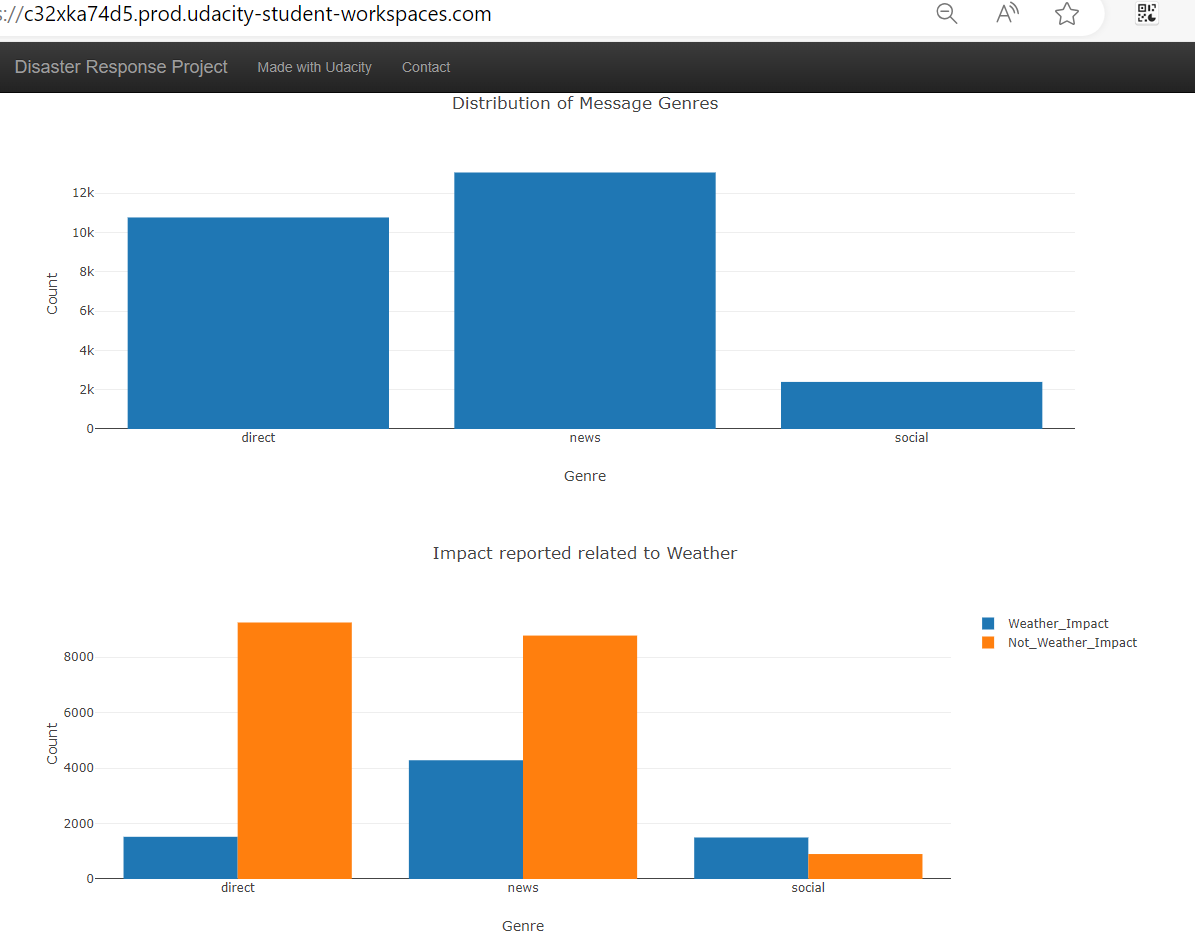 s://c32xka74d5.prod.udacity-student-workspaces.com
Disaster Response Project Made with Udacity Contact
Distribution of Message Genres
12k
10k
8k
6k
4k
2k
0
Count
direct news social
Genre
Impact reported related to Weather
Weather_Impact
Not_Weather_Impact
8000
6000
4000
2000
0
Count
direct news social
Genre